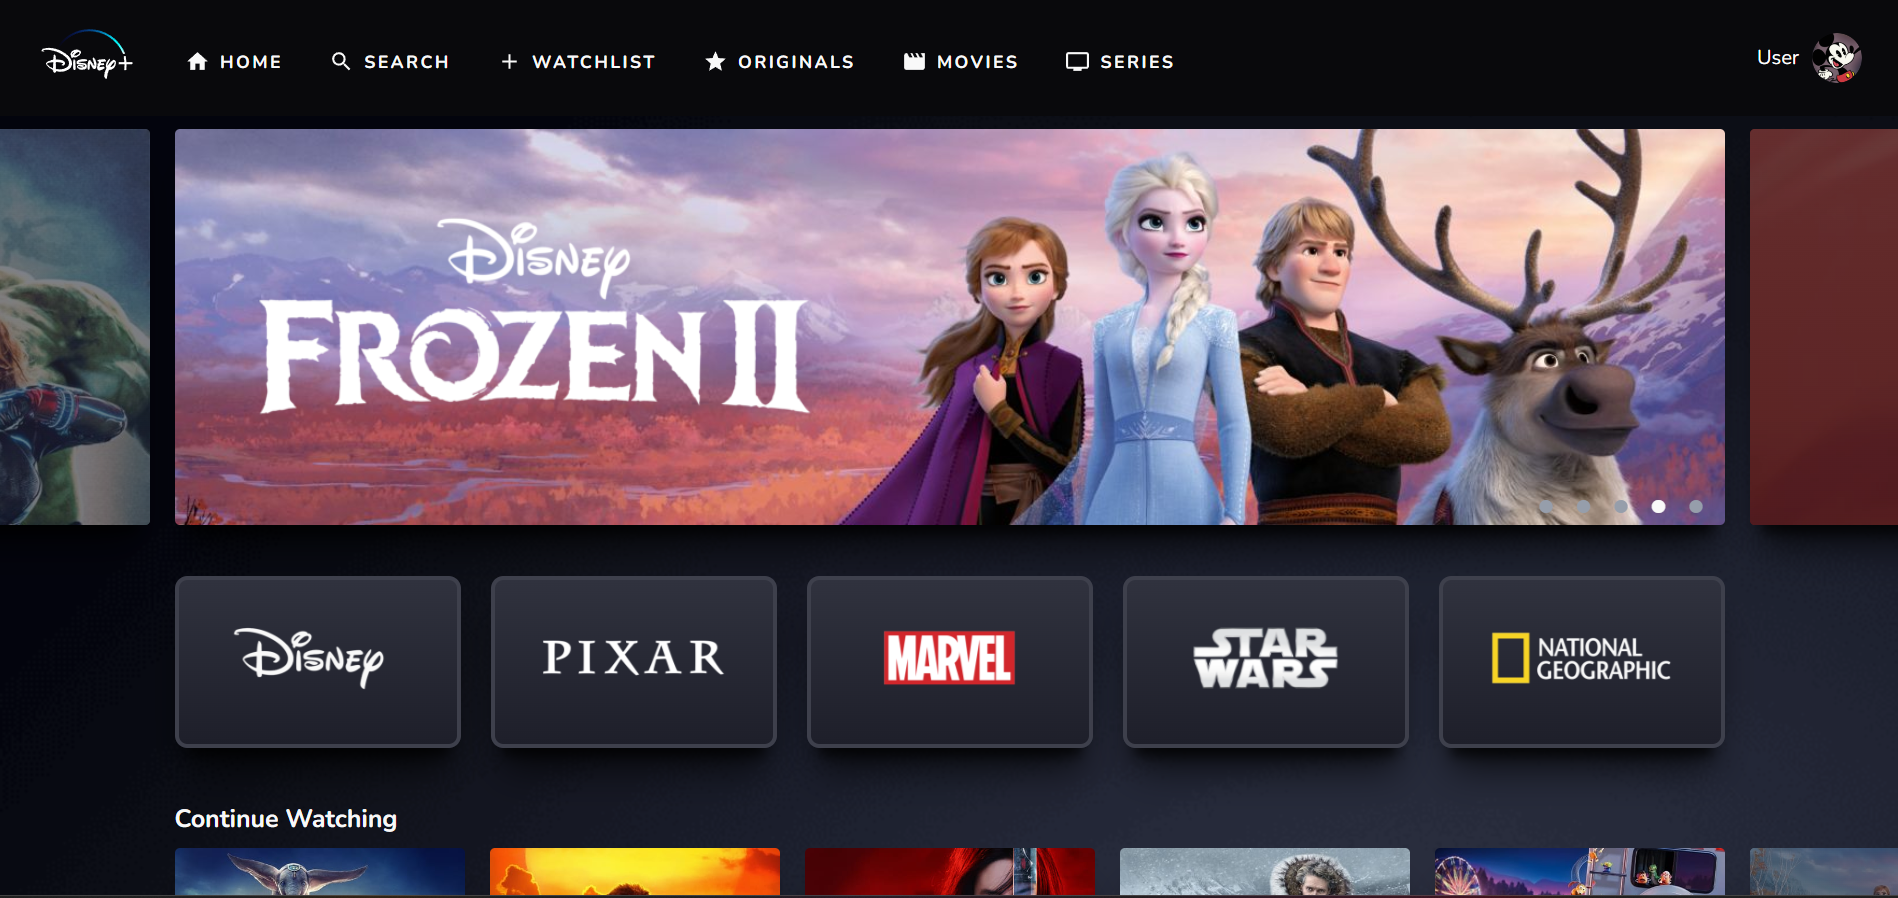 Disney+
HOME
SEARCH
WATCHLIST
ORIGINALS
MOVIES
SERIES
User
Disney
FROZEN II
Disney
PIXAR
MARVEL
STAR
WARS
NATIONAL
GEOGRAPHIC
Continue Watching